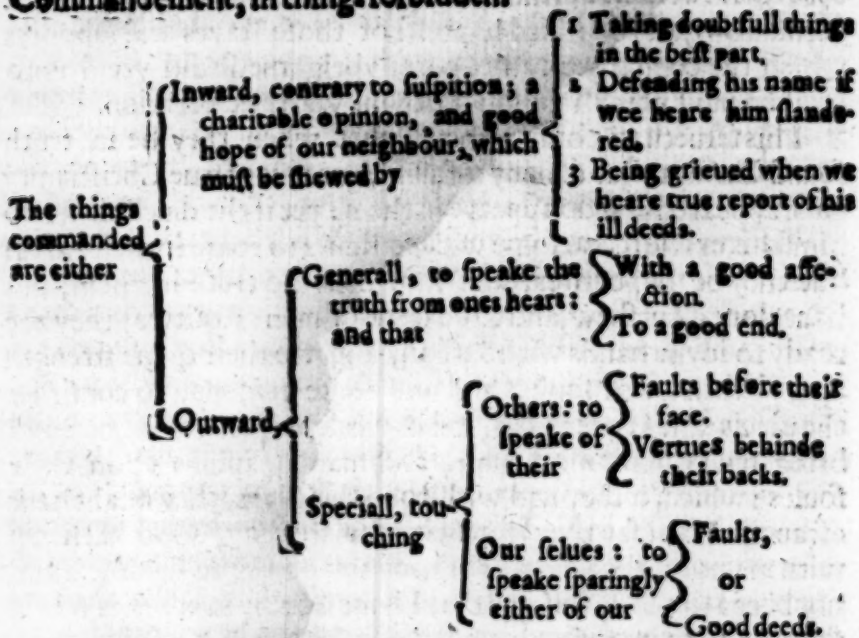 Commandement, in things forbidden.
The things
commanded
are either
Inward, contrary to ſuſpition; a
charitable opinion, and good
hope of our neighbour, which
muſt be ſhewed by
1 Taking doubtfull things
in the beſt part.
2 Defending his name if
wee heare him ſlande-
red.
3 Being grieued when we
heare true report of his
ill deeds.
Outward,
Generall, to ſpeake the
truth from ones heart:
and that
With a good affe-
ction.
To a good end.
Speciall, tou-
ching
Others: to
ſpeake of
their
Faults before their
face.
Vertues behinde
their backs.
Our ſelues: to
ſpeake ſparingly
either of our
Faults,
or
Good deeds.